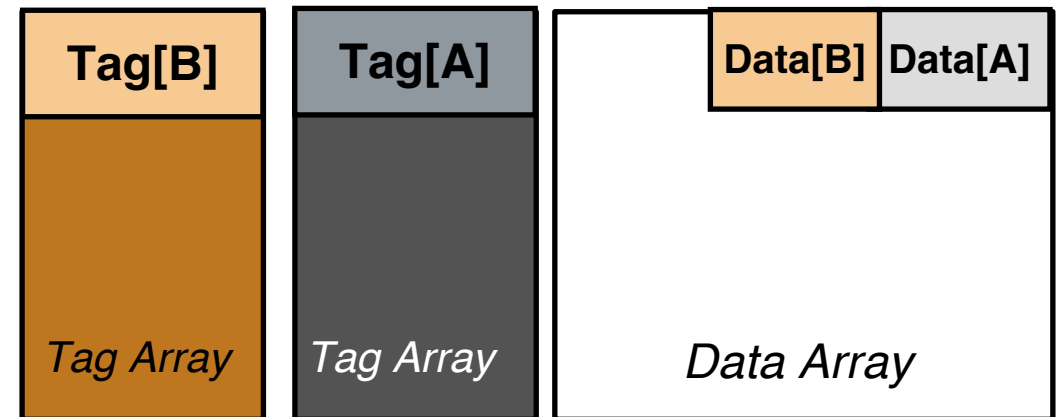 Tag[B]
Tag[A]
Data[B]
Data[A]
Tag Array
Tag Array
Data Array